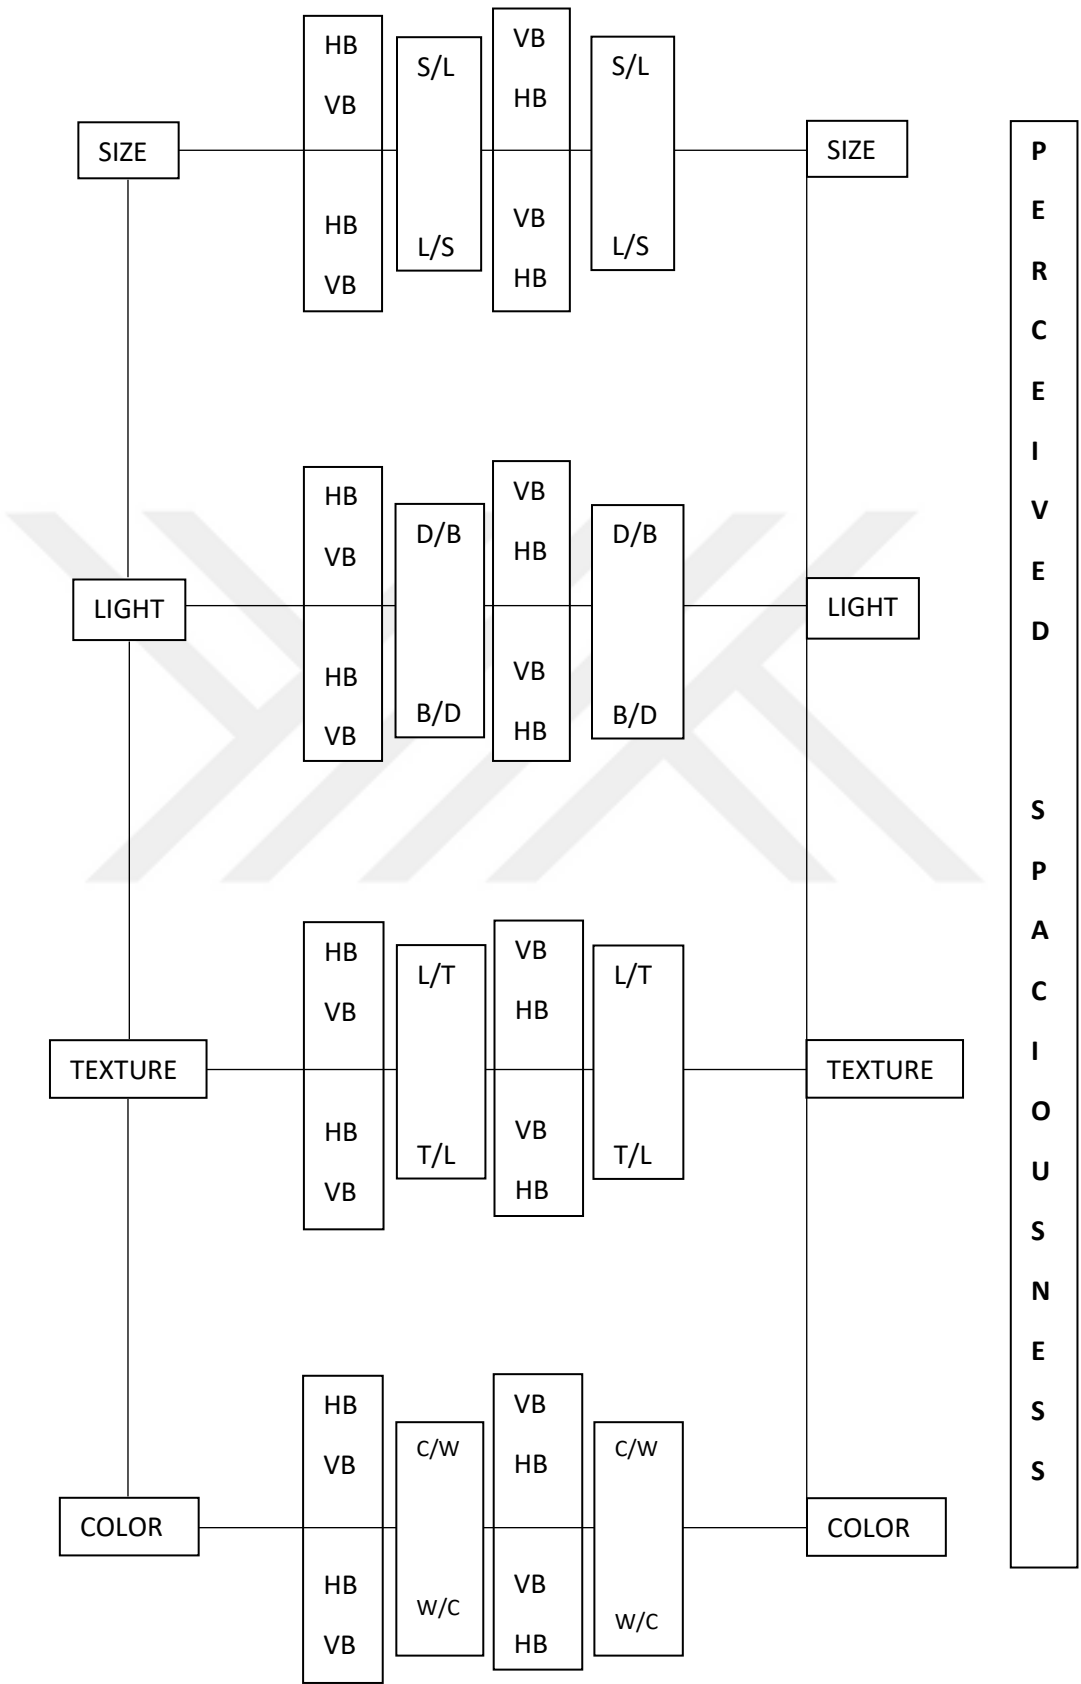 HB VB
VB S/L HB S/L
SIZE SIZE
HB VB
VB L/S HB L/S
HB VB
VB D/B HB D/B
LIGHT LIGHT
HB VB
VB B/D HB B/D
HB VB
VB L/T HB L/T
TEXTURE TEXTURE
HB VB
VB T/L HB T/L
HB VB
VB C/W HB C/W
COLOR COLOR
HB VB
VB W/C HB W/C
P
E
R
C
E
I
V
E
D
S
P
A
C
I
O
U
S
N
E
S
S